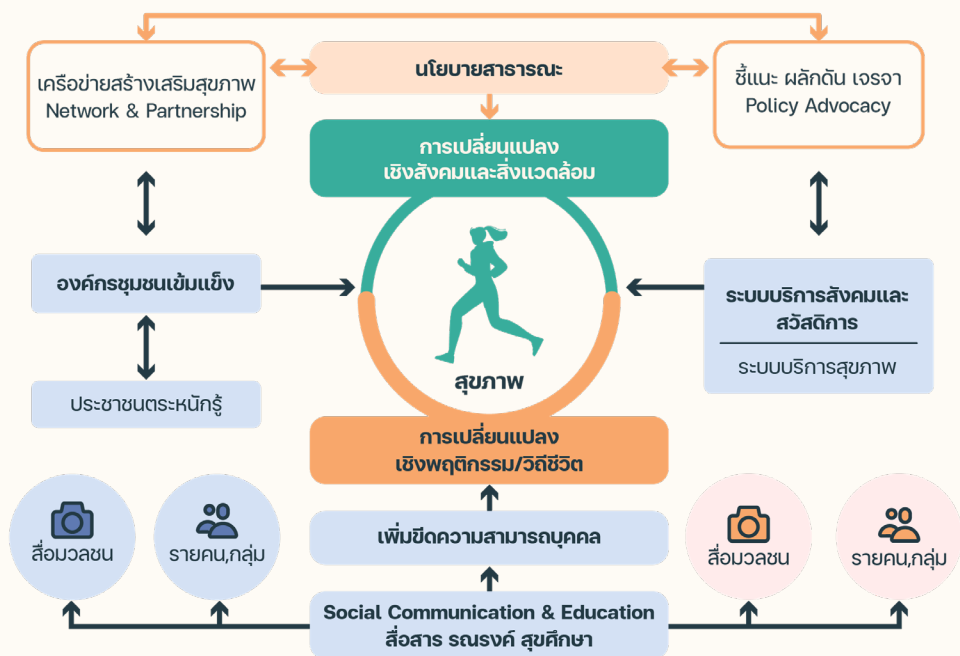 เครือข่ายสร้างเสริมสุขภาพ
Network & Partnership
นโยบายสาธารณะ
ชี้แนะ ผลักดัน เจรจา
Policy Advocacy
การเปลี่ยนแปลง
เชิงสังคมและสิ่งแวดล้อม
องค์กรชุมชนเข้มแข็ง
ระบบบริการสังคมและ
สวัสดิการ
ระบบบริการสุขภาพ
สุขภาพ
ประชาชนตระหนักรู้
การเปลี่ยนแปลง
เชิงพฤติกรรม/วิถีชีวิต
สื่อมวลชน
รายคน,กลุ่ม
เพิ่มขีดความสามารถบุคคล
สื่อมวลชน
รายคน,กลุ่ม
Social Communication & Education
สื่อสาร รณรงค์ สุขศึกษา